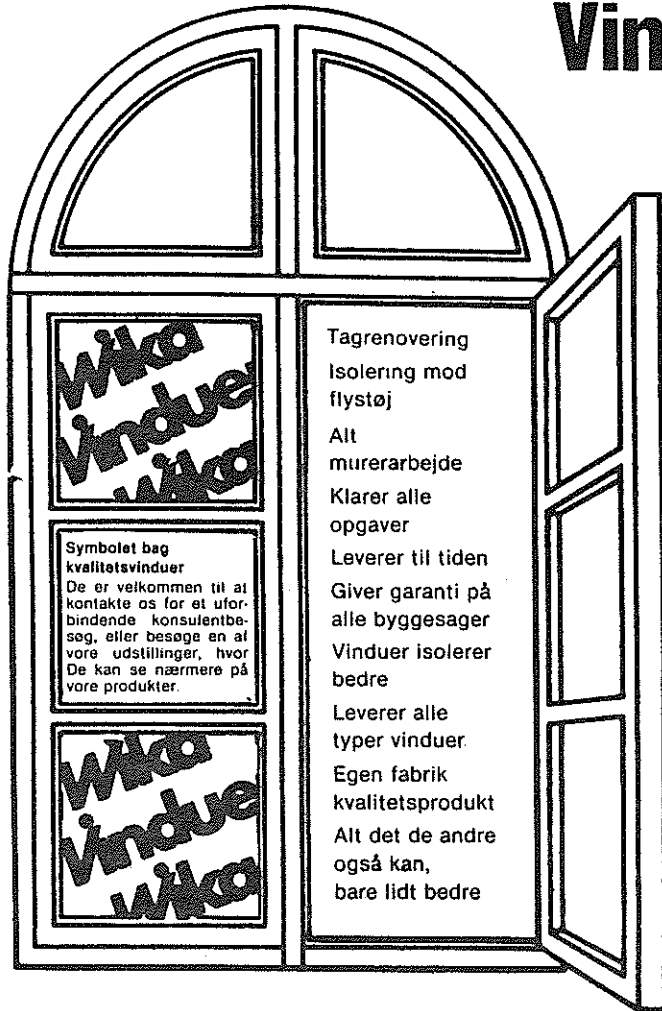 Vin
Wika
Vindue
Wika
Symbolet bag
kvalitetsvinduer
De er velkommen til at
kontakte os for et ufor-
bindende konsulentbe-
søg, eller besøge en af
vore udstillinger, hvor
De kan se nærmere på
vore produkter.
Wika
Vindue
Wika
Tagrenovering
Isolering mod
flystøj
Alt
murerarbejde
Klarer alle
opgaver
Leverer til tiden
Giver garanti på
alle byggesager
Vinduer isolerer
bedre
Leverer alle
typer vinduer.
Egen fabrik
kvalitetsprodukt
Alt det de andre
også kan,
bare lidt bedre